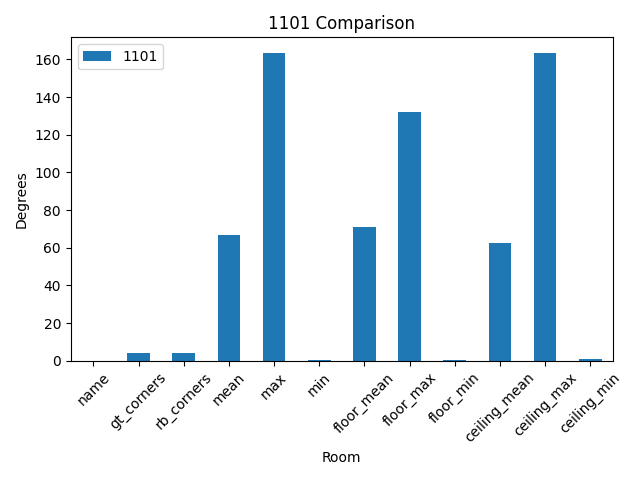 1101 Comparison
1101
Degrees
160
140
120
100
80
60
40
20
0
name
gt_corners
rb_corners
mean
max
min
floor_mean
floor_max
floor_min
ceiling_mean
ceiling_max
ceiling_min
Room